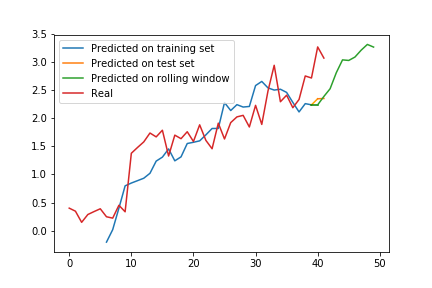 3.5
3.0
2.5
2.0
1.5
1.0
0.5
0.0
Predicted on training set
Predicted on test set
Predicted on rolling window
Real
0 10 20 30 40 50